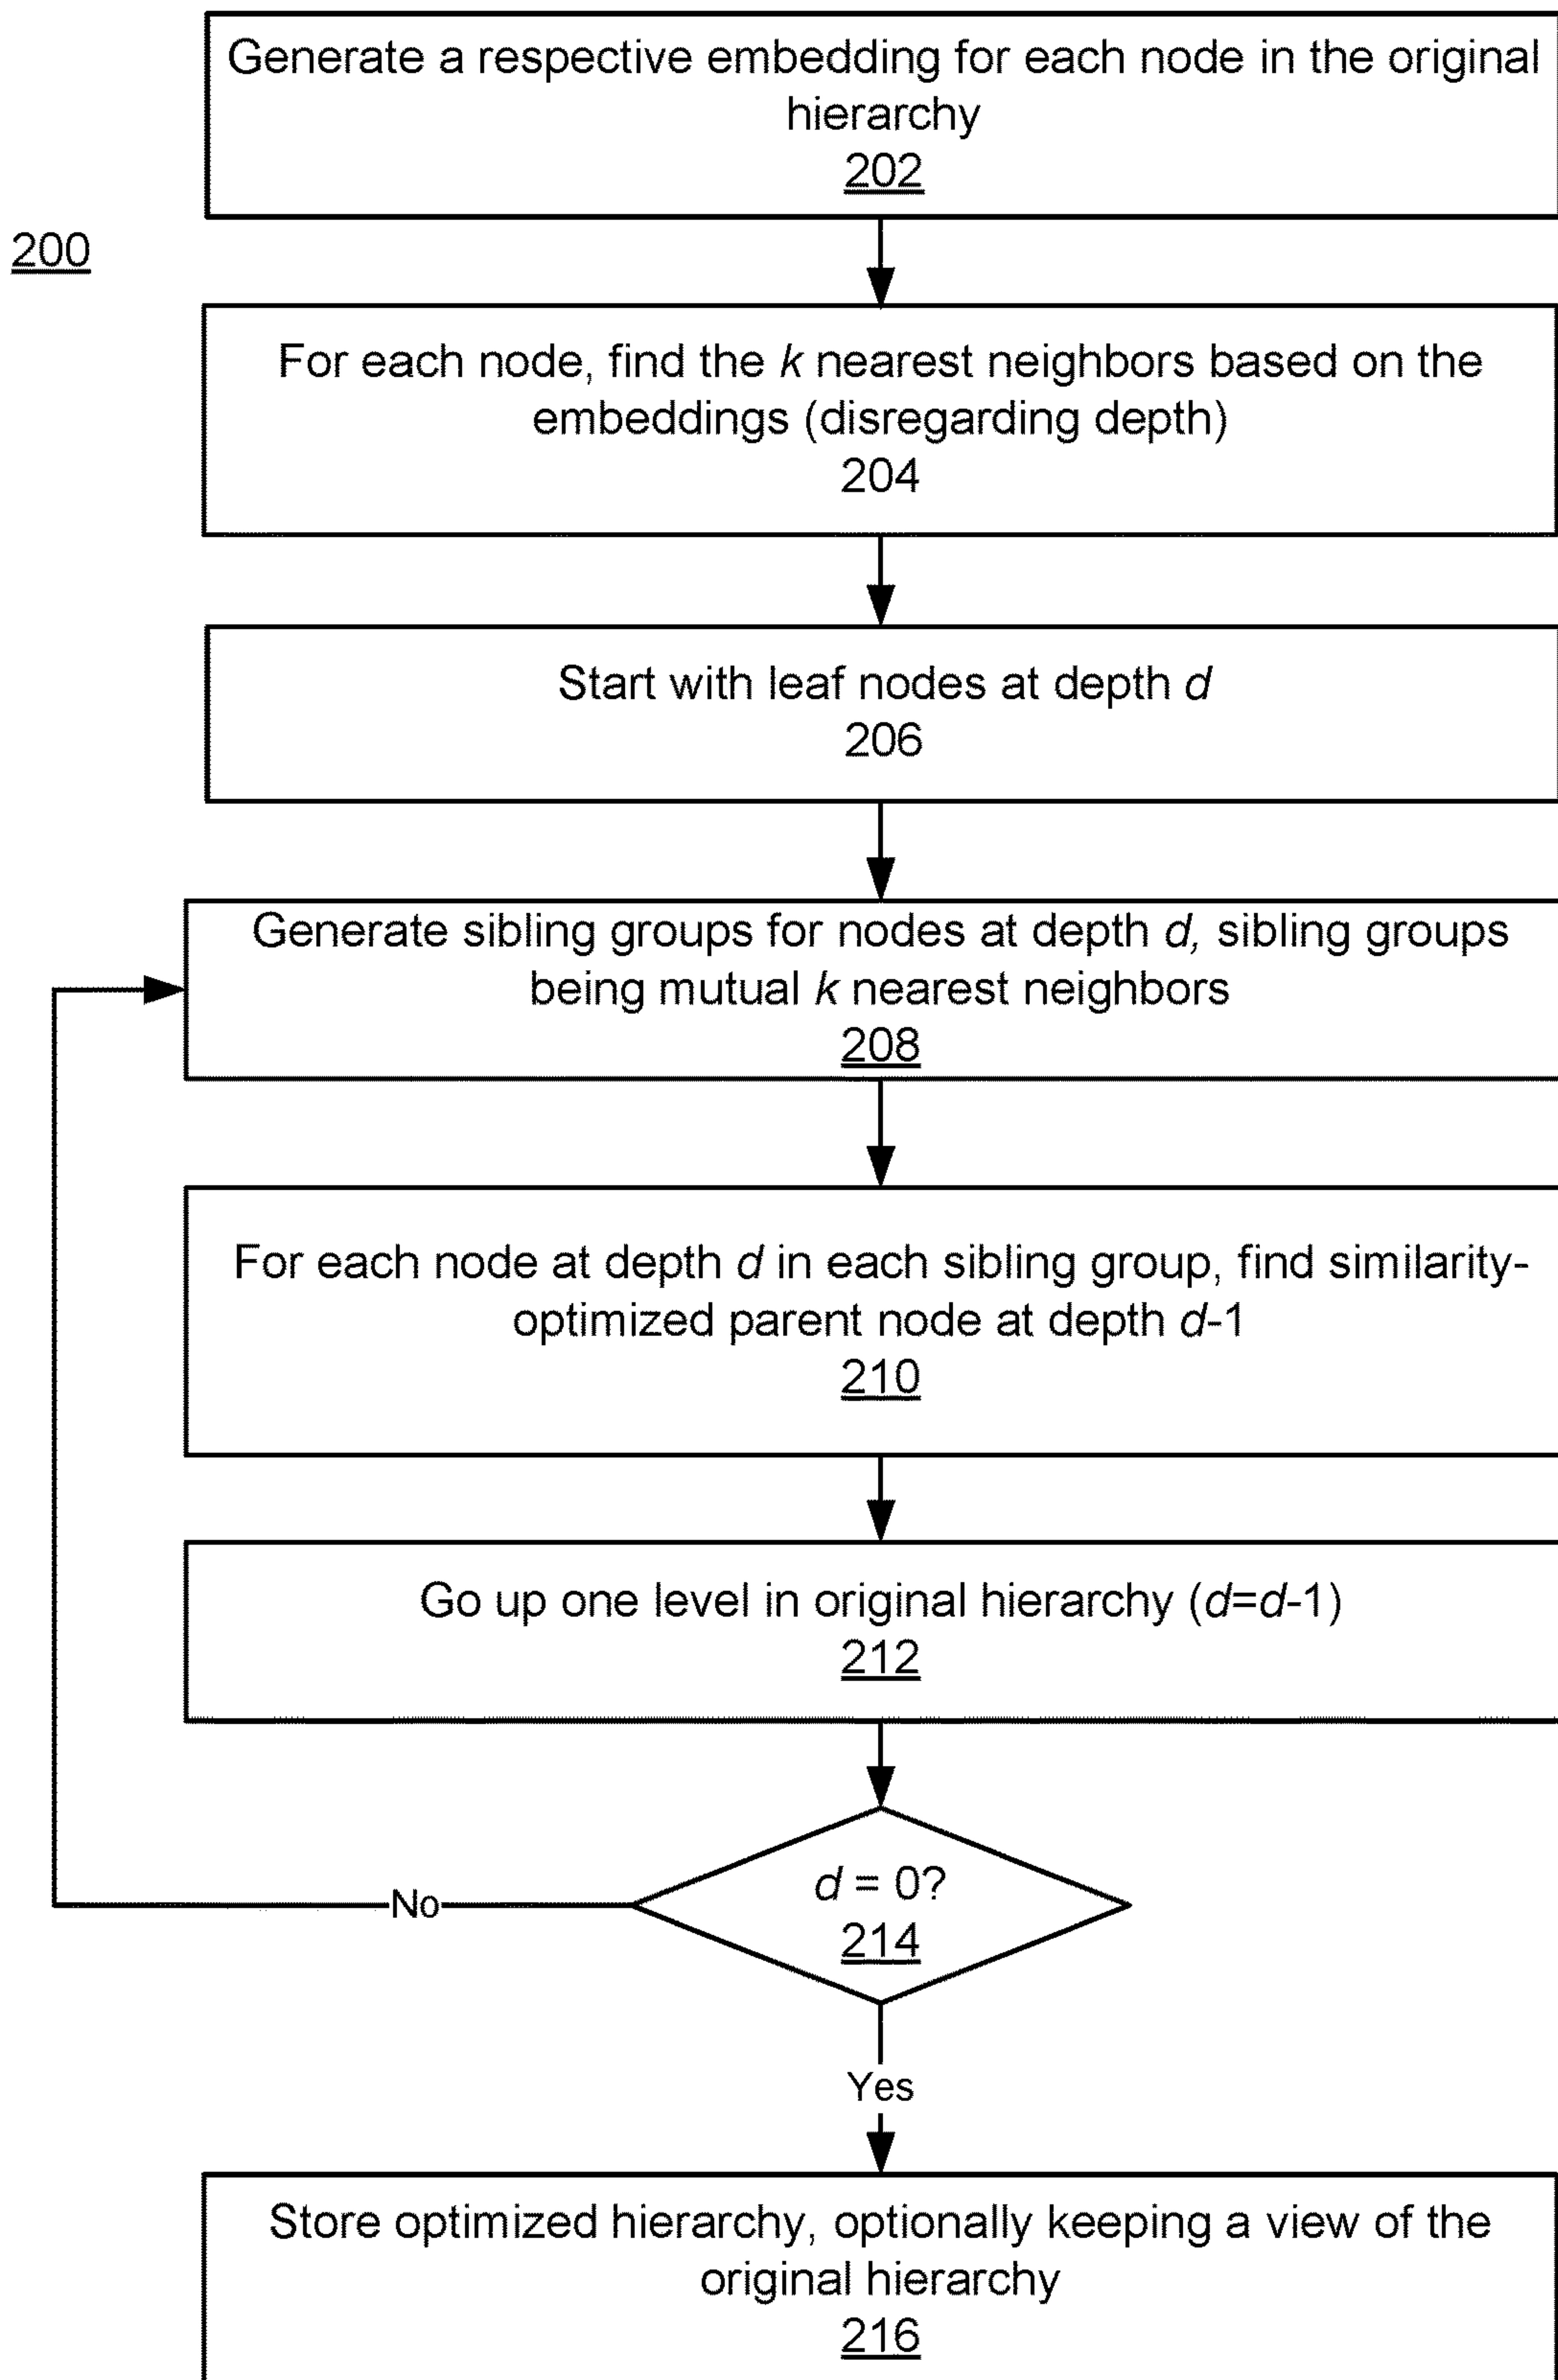 Generate a respective embedding for each node in the original
hierarchy
202
200
For each node, find the k nearest neighbors based on the
embeddings (disregarding depth)
204
Start with leaf nodes at depth d
206
Generate sibling groups for nodes at depth d, sibling groups
being mutual k nearest neighbors
208
For each node at depth d in each sibling group, find similarity-
optimized parent node at depth d-1
210
Go up one level in original hierarchy (d=d-1)
212
d = 0?
214
No
Yes
Store optimized hierarchy, optionally keeping a view of the
original hierarchy
216